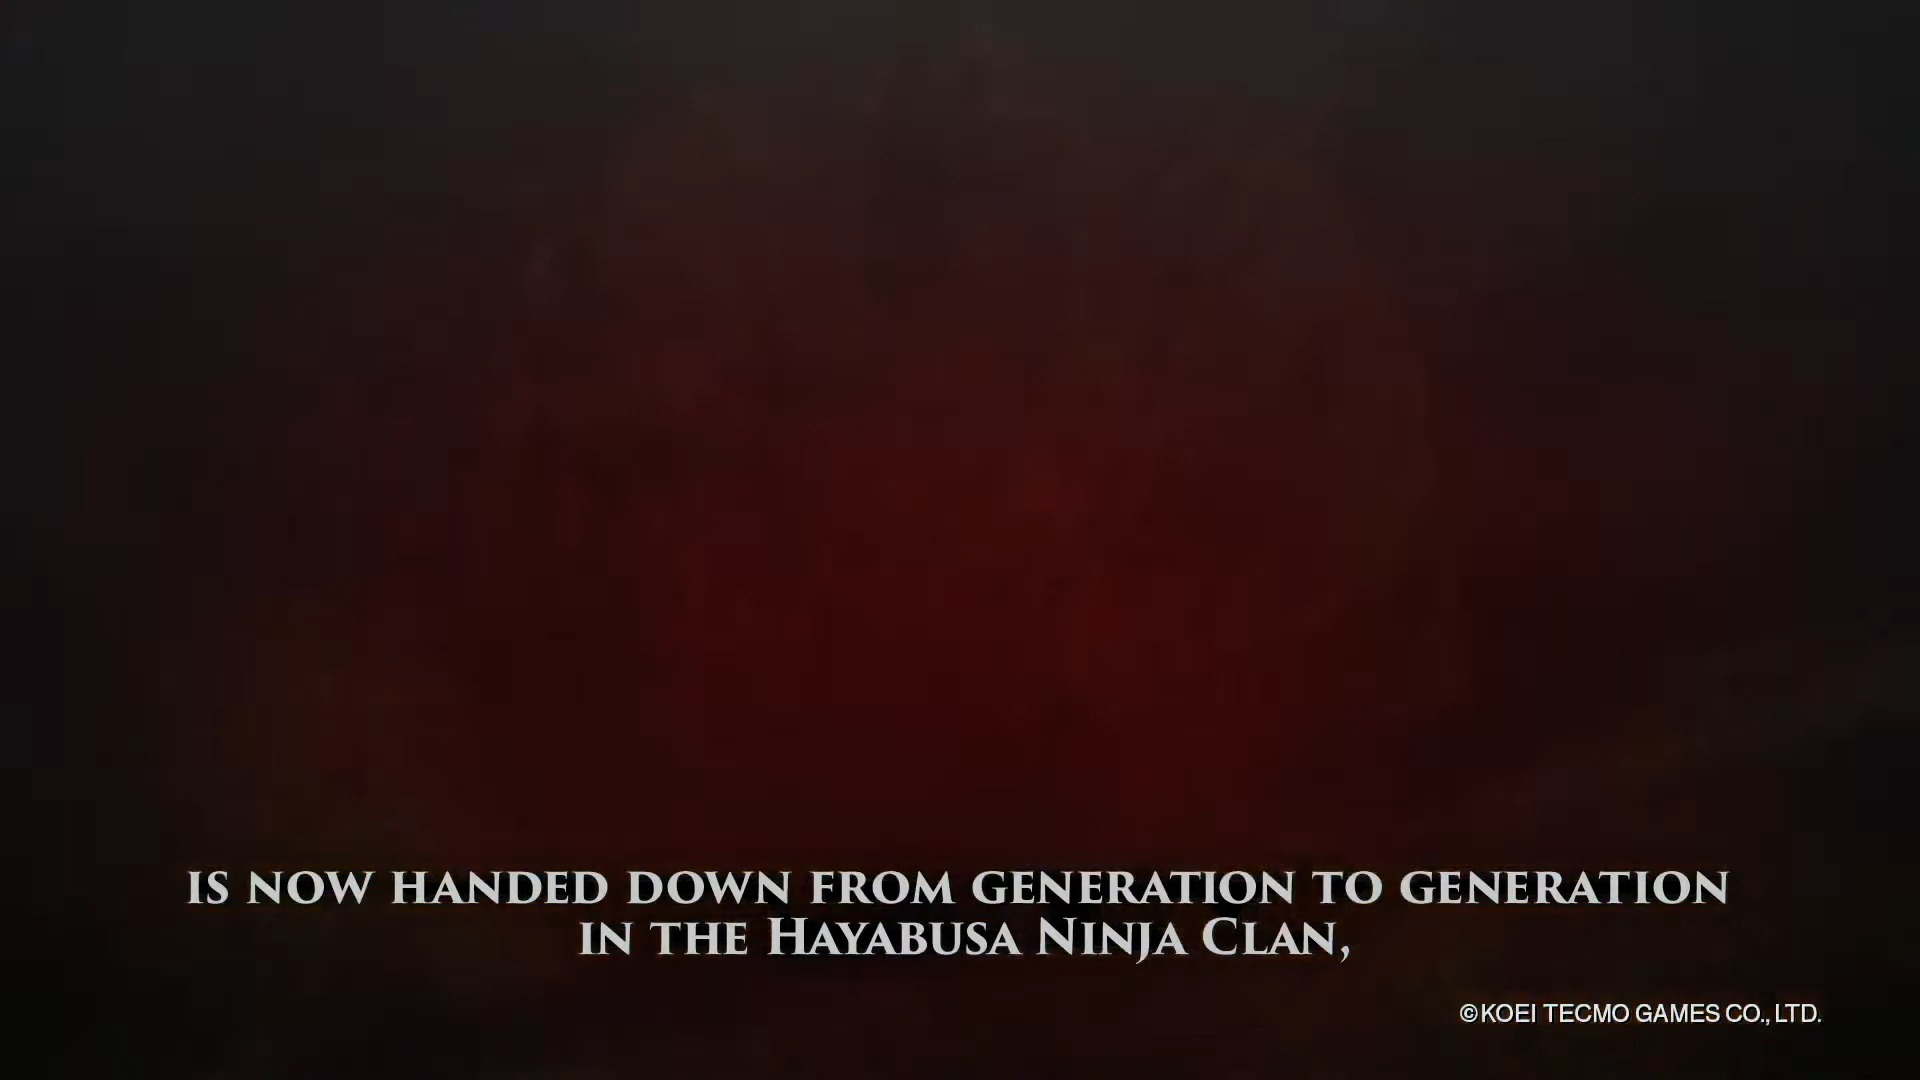 IS NOW HANDED DOWN FROM GENERATION TO GENERATION
IN THE HAYABUSA NINJA CLAN,
©KOEI TECMO GAMES CO., LTD.